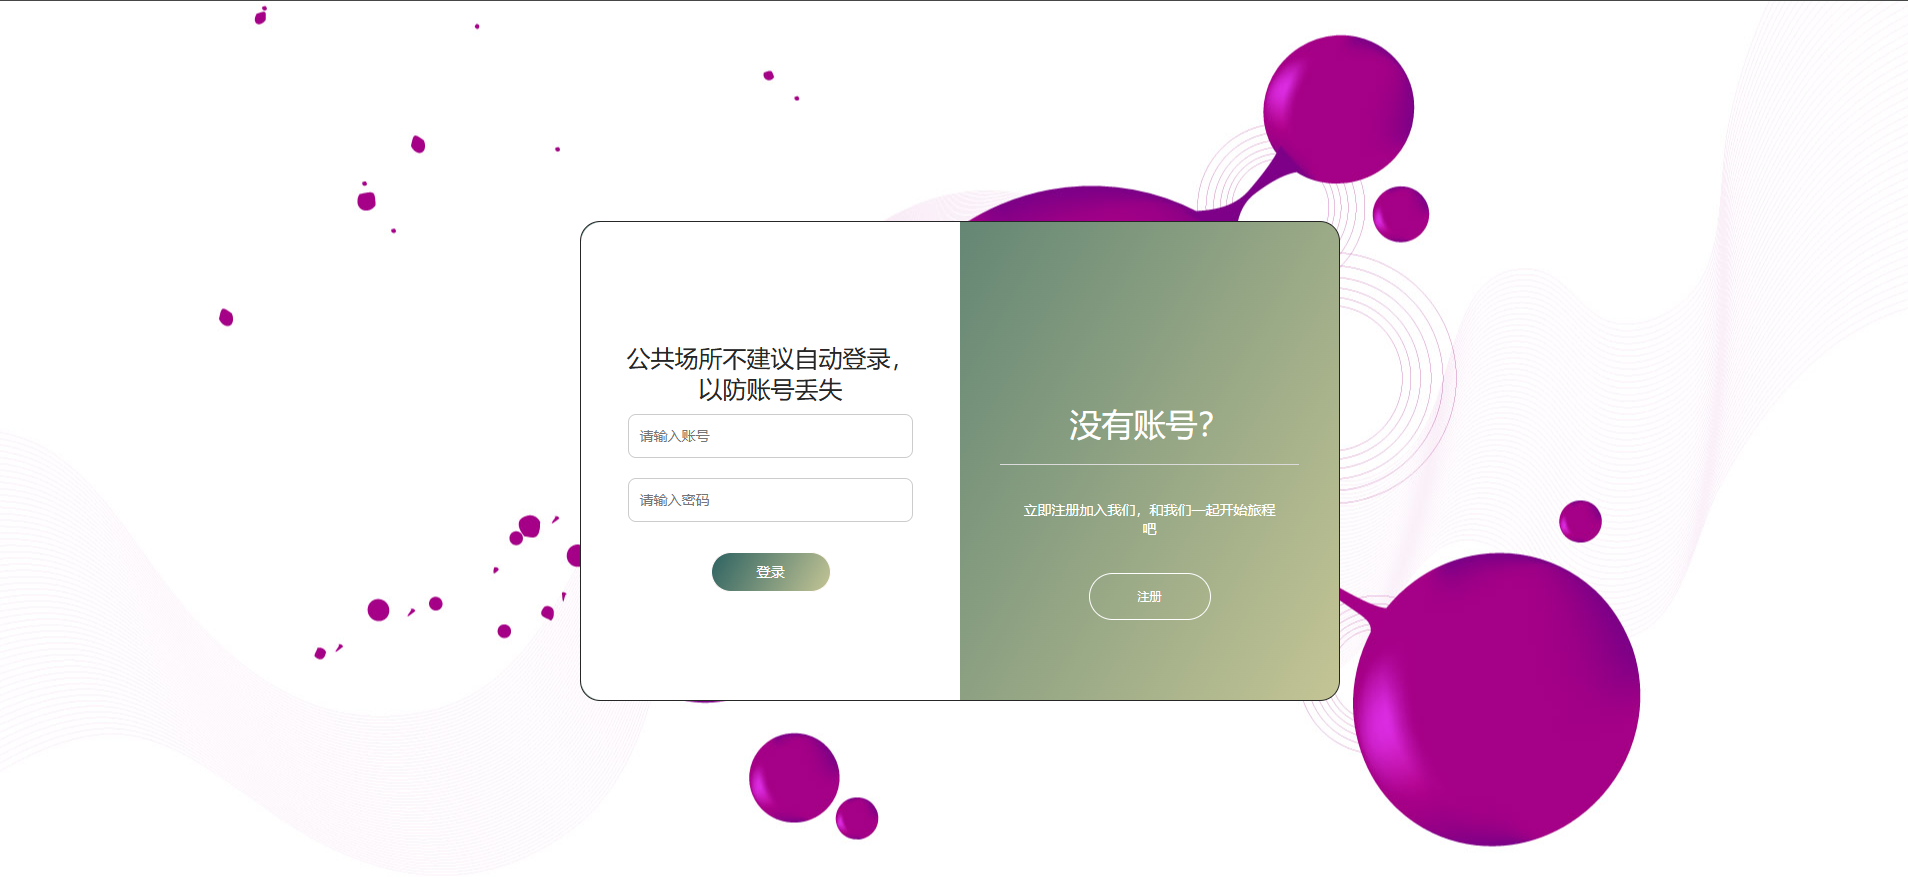 公共场所不建议自动登录，
以防账号丢失
请输入账号
请输入密码
登录
没有账号？
立即注册加入我们，和我们一起开始旅程
吧
注册